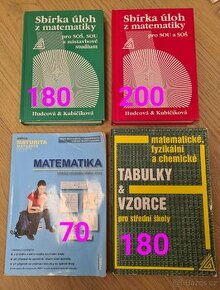 Sbírka úloh
z matematiky
pro SOŠ, SOU
a nástavbové
studium
Hudcová & Kubičíková
180
Sbírka úloh
z matematiky
pro SOU a SOŠ
Hudcová & Kubičíková
200
MATURITA
MATEMATIKA
70
matematické,
fyzikální a
chemické
TABULKY
&
VZORCE
pro střední školy
180